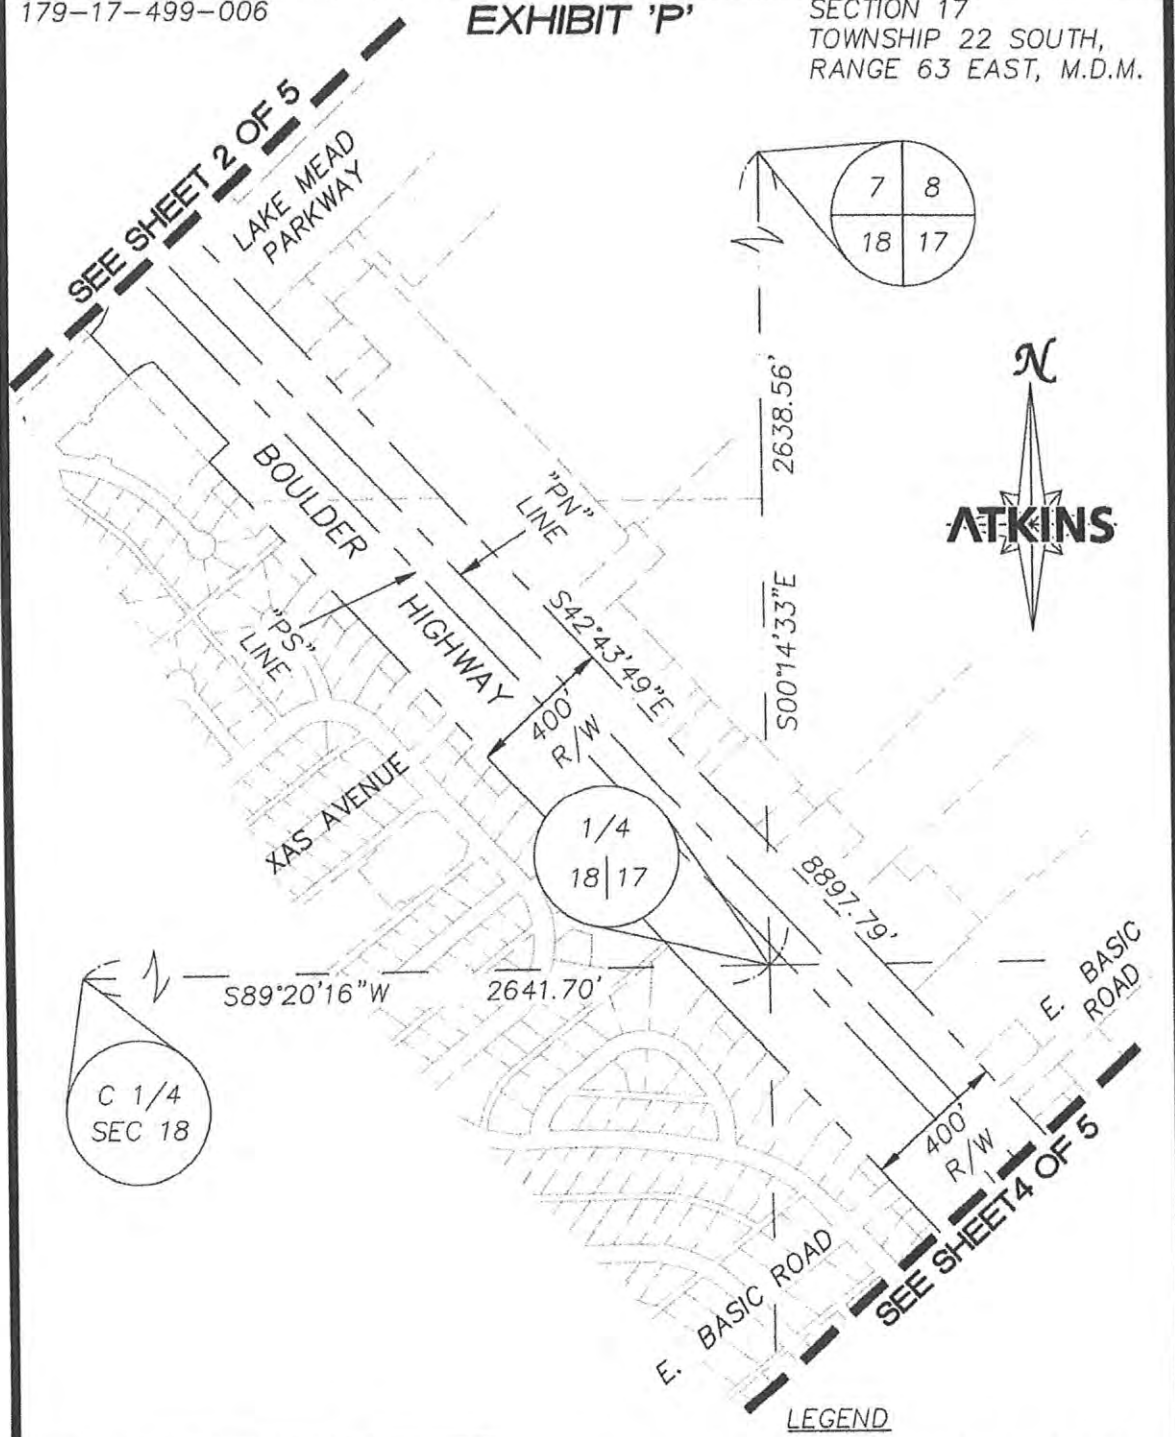 179-17-499-006
EXHIBIT 'P'
SECTION 17
TOWNSHIP 22 SOUTH,
RANGE 63 EAST, M.D.M.
SEE SHEET 2 OF 5
LAKE MEAD
PARKWAY
7 8
18 17
2638.56'
N
ATKINS
BOULDER
HIGHWAY
"PN"
LINE
"PS"
LINE
S42°43'49"E
S00°14'33"E
400'
R/W
XAS AVENUE
1/4
18 17
8897.79'
S89°20'16"W 2641.70'
E. BASIC
ROAD
C 1/4
SEC 18
400'
R/W
SEE SHEET 4 OF 5
E. BASIC ROAD
LEGEND